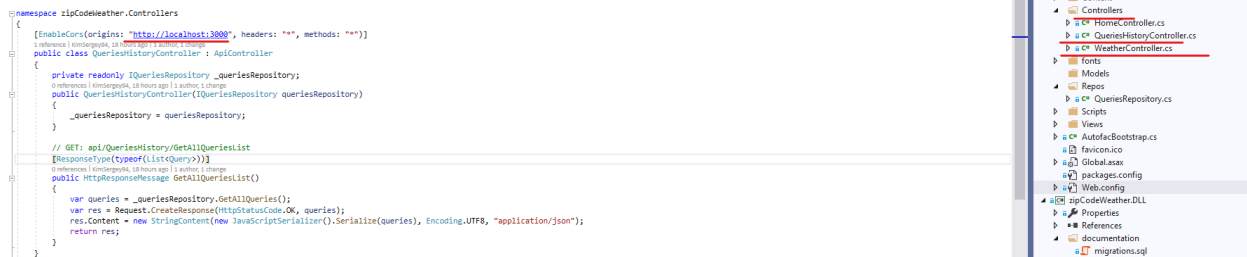 namespace zipCodeWeather.Controllers
{
[EnableCors(origins: "http://localhost:3000", headers: "*", methods: "*")]
1 reference | KimSergey94, 18 hours ago | 1 author, 1 change
public class QueriesHistoryController : ApiController
{
private readonly IQueriesRepository _queriesRepository;
0 references | KimSergey94, 18 hours ago | 1 author, 1 change
public QueriesHistoryController(IQueriesRepository queriesRepository)
{
_queriesRepository = queriesRepository;
}
// GET: api/QueriesHistory/GetAllQueriesList
[ResponseType(typeof(List<Query>))]
0 references | KimSergey94, 18 hours ago | 1 author, 1 change
public HttpResponseMessage GetAllQueriesList()
{
var queries = _queriesRepository.GetAllQueries();
var res = Request.CreateResponse(HttpStatusCode.OK, queries);
res.Content = new StringContent(new JavaScriptSerializer().Serialize(queries), Encoding.UTF8, "application/json");
return res;
}
}
Controllers
C# HomeController.cs
C# QueriesHistoryController.cs
C# WeatherController.cs
fonts
Models
Repos
C# QueriesRepository.cs
Scripts
Views
C# AutofacBootstrap.cs
favicon.ico
Global.asax
packages.config
Web.config
C# zipCodeWeather.DLL
Properties
References
documentation
migrations.sql